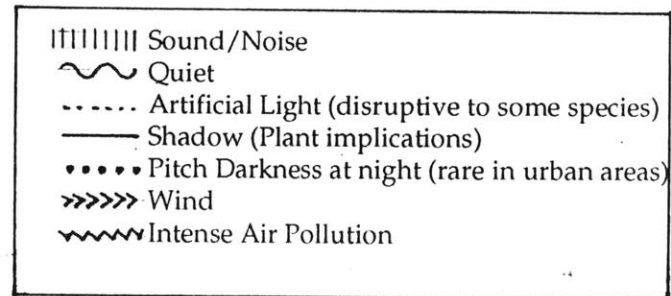 Sound/Noise
Quiet
Artificial Light (disruptive to some species)
Shadow (Plant implications)
Pitch Darkness at night (rare in urban areas)
Wind
Intense Air Pollution